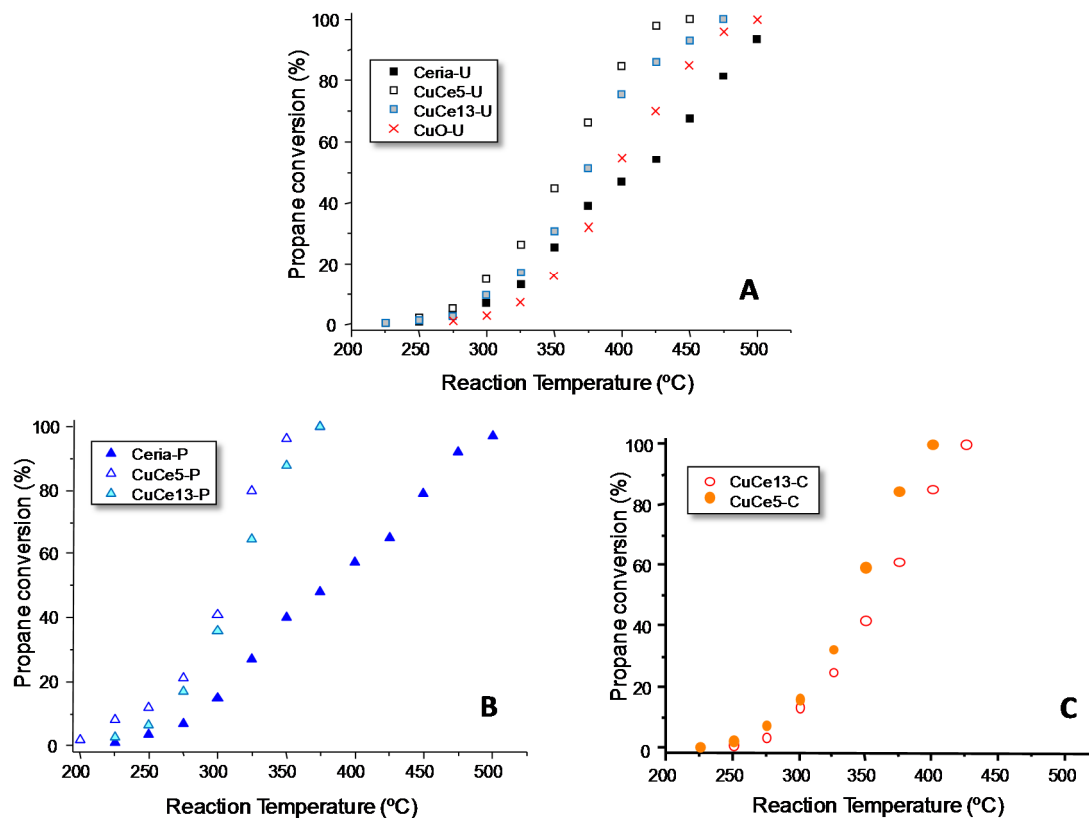 100
80
60
40
20
0
Propane conversion (%)
Ceria-U
CuCe5-U
CuCe13-U
CuO-U
A
200 250 300 350 400 450 500
Reaction Temperature (ºC)
100
80
60
40
20
0
Propane conversion (%)
Ceria-P
CuCe5-P
CuCe13-P
B
200 250 300 350 400 450 500
Reaction Temperature (ºC)
100
80
60
40
20
0
Propane conversion (%)
CuCe13-C
CuCe5-C
C
200 250 300 350 400 450 500
Reaction Temperature (ºC)